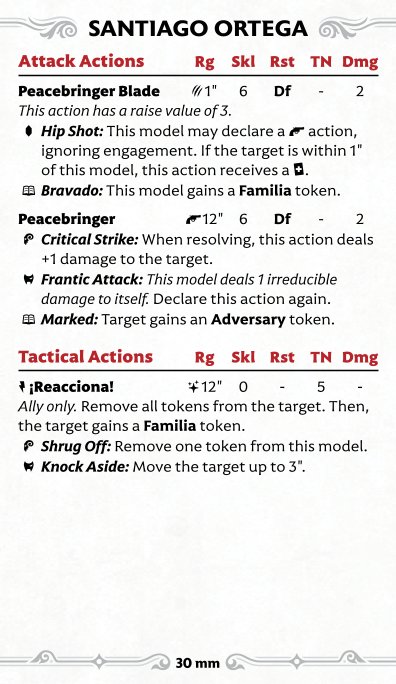 SANTIAGO ORTEGA
Attack Actions Rg Skl Rst TN Dmg
Peacebringer Blade 1" 6 Df - 2
This action has a raise value of 3.
Hip Shot: This model may declare a action,
ignoring engagement. If the target is within 1"
of this model, this action receives a .
Bravado: This model gains a Familia token.
Peacebringer 12" 6 Df - 2
Critical Strike: When resolving, this action deals
+1 damage to the target.
Frantic Attack: This model deals 1 irreducible
damage to itself. Declare this action again.
Marked: Target gains an Adversary token.
Tactical Actions Rg Skl Rst TN Dmg
¡Reacciona! 12" 0 - 5 -
Ally only. Remove all tokens from the target. Then,
the target gains a Familia token.
Shrug Off: Remove one token from this model.
Knock Aside: Move the target up to 3".
30 mm